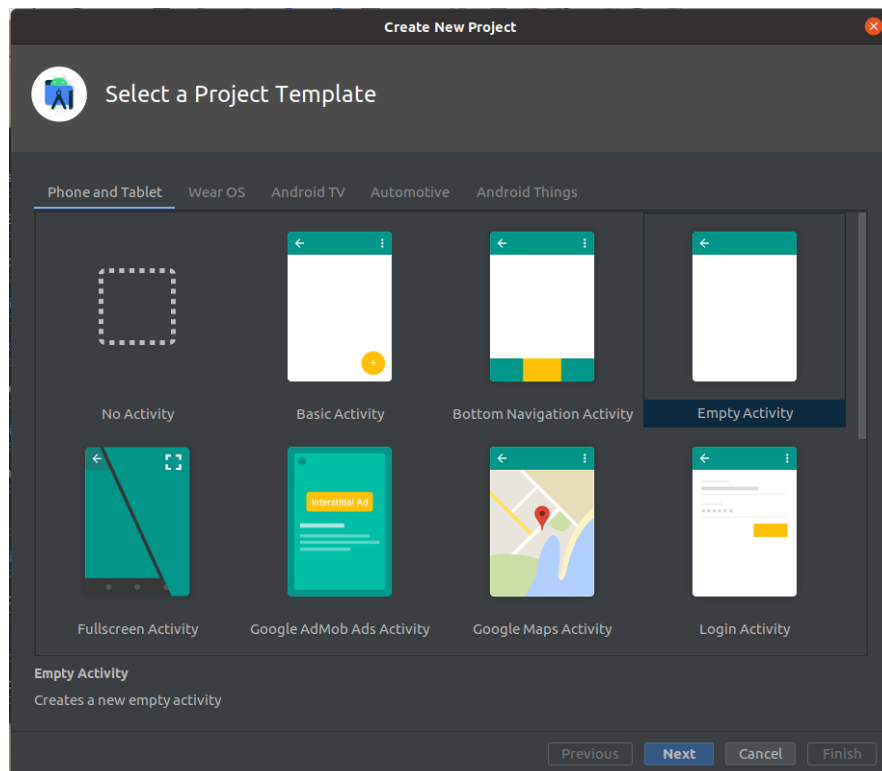 Create New Project
Select a Project Template
Phone and Tablet Wear OS Android TV Automotive Android Things
No Activity Basic Activity Bottom Navigation Activity Empty Activity
Interstitial Ad
Fullscreen Activity Google AdMob Ads Activity Google Maps Activity Login Activity
Empty Activity
Creates a new empty activity
Previous Next Cancel Finish